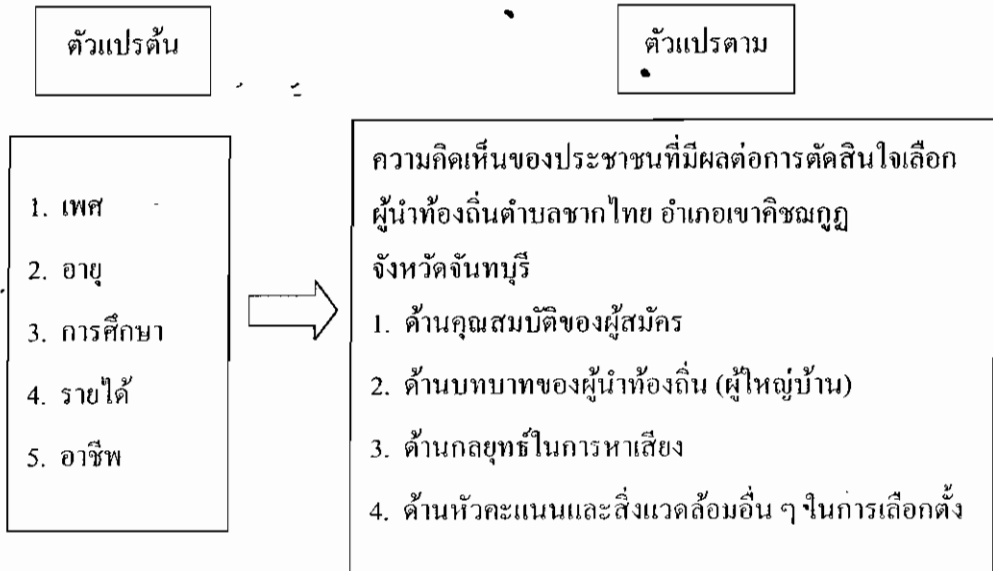 ตัวแปรต้น
ตัวแปรตาม
1. เพศ
2. อายุ
3. การศึกษา
4. รายได้
5. อาชีพ
ความคิดเห็นของประชาชนที่มีผลต่อการตัดสินใจเลือก
ผู้นำท้องถิ่นตำบลชากไทย อำเภอเขาคิชฌกูฏ
จังหวัดจันทบุรี
1. ด้านคุณสมบัติของผู้สมัคร
2. ด้านบทบาทของผู้นำท้องถิ่น (ผู้ใหญ่บ้าน)
3. ด้านกลยุทธ์ในการหาเสียง
4. ด้านหัวคะแนนและสิ่งแวดล้อมอื่น ๆ ในการเลือกตั้ง